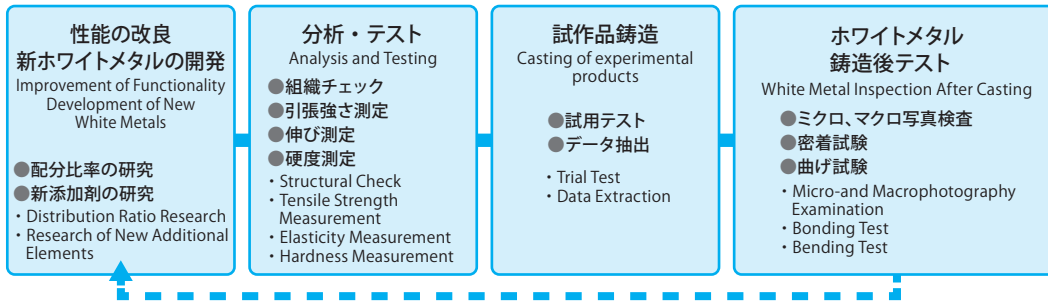 性能の改良
新ホワイトメタルの開発
Improvement of Functionality
Development of New
White Metals
●配分比率の研究
●新添加剤の研究
・Distribution Ratio Research
・Research of New Additional
Elements
分析・テスト
Analysis and Testing
●組織チェック
●引張強さ測定
●伸び測定
●硬度測定
・Structural Check
・Tensile Strength
Measurement
・Elasticity Measurement
・Hardness Measurement
試作品鋳造
Casting of experimental
products
●試用テスト
●データ抽出
・Trial Test
・Data Extraction
ホワイトメタル
鋳造後テスト
White Metal Inspection After Casting
●ミクロ、マクロ写真検査
●密着試験
●曲げ試験
・Micro-and Macrophotography
Examination
・Bonding Test
・Bending Test